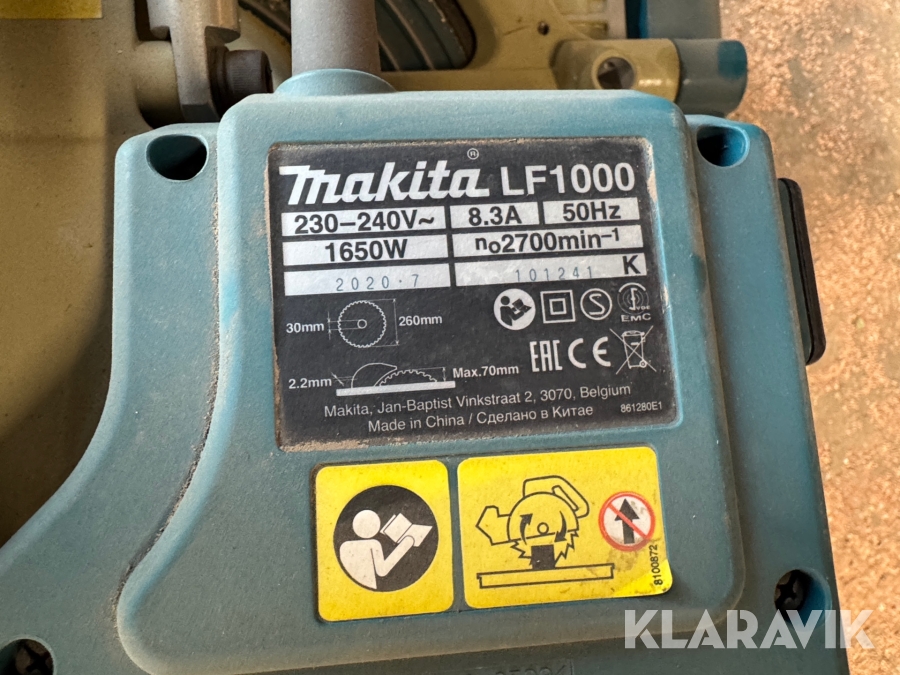 makita® LF1000
230-240V~ 8.3A 50Hz
1650W n₀2700min⁻¹
2020.7 101241 K
30mm 260mm
VDE
EMC
EAC CE
2.2mm Max.70mm
Makita, Jan-Baptist Vinkstraat 2, 3070, Belgium
Made in China / Сделано в Китае 861280E1
8100872
KLARAVIK